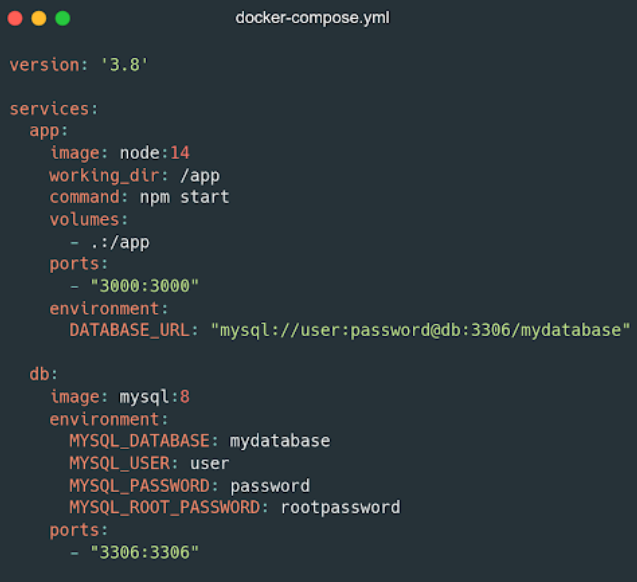 docker-compose.yml
version: '3.8'
services:
  app:
    image: node:14
    working_dir: /app
    command: npm start
    volumes:
      - .:/app
    ports:
      - "3000:3000"
    environment:
      DATABASE_URL: "mysql://user:password@db:3306/mydatabase"
  db:
    image: mysql:8
    environment:
      MYSQL_DATABASE: mydatabase
      MYSQL_USER: user
      MYSQL_PASSWORD: password
      MYSQL_ROOT_PASSWORD: rootpassword
    ports:
      - "3306:3306"